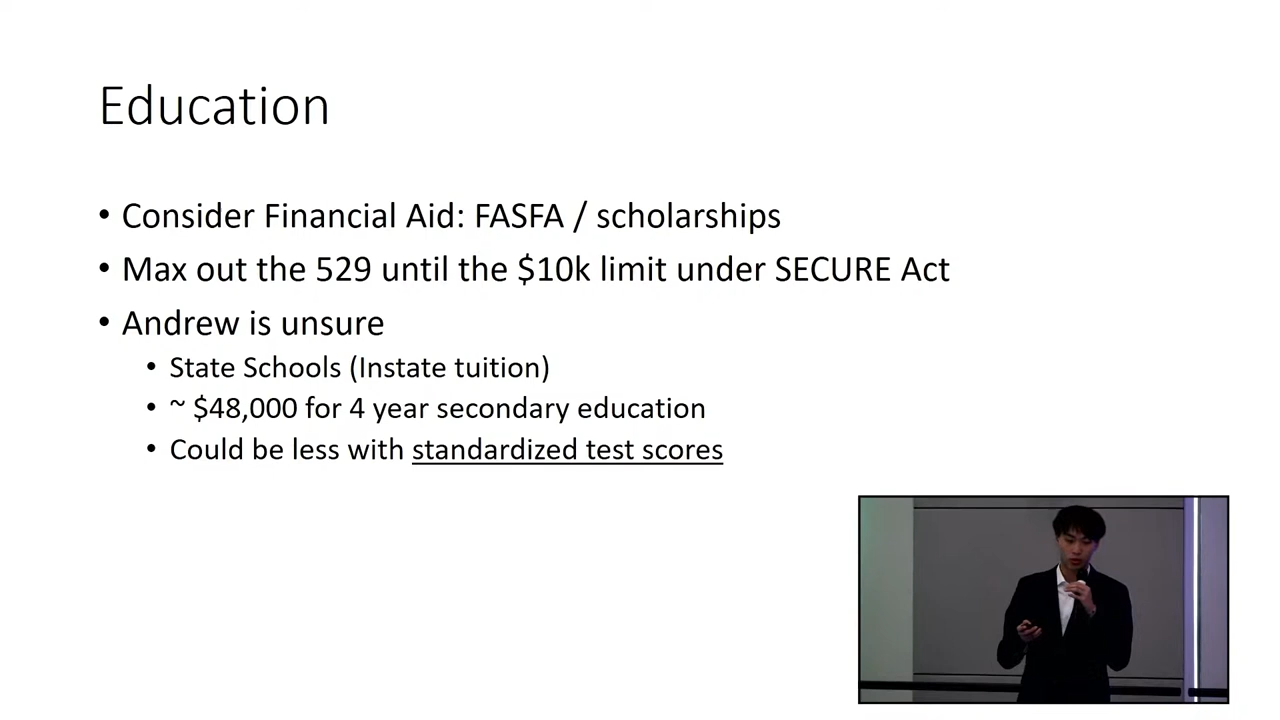 Education
• Consider Financial Aid: FASFA / scholarships
• Max out the 529 until the $10k limit under SECURE Act
• Andrew is unsure
• State Schools (Instate tuition)
• ~ $48,000 for 4 year secondary education
• Could be less with standardized test scores